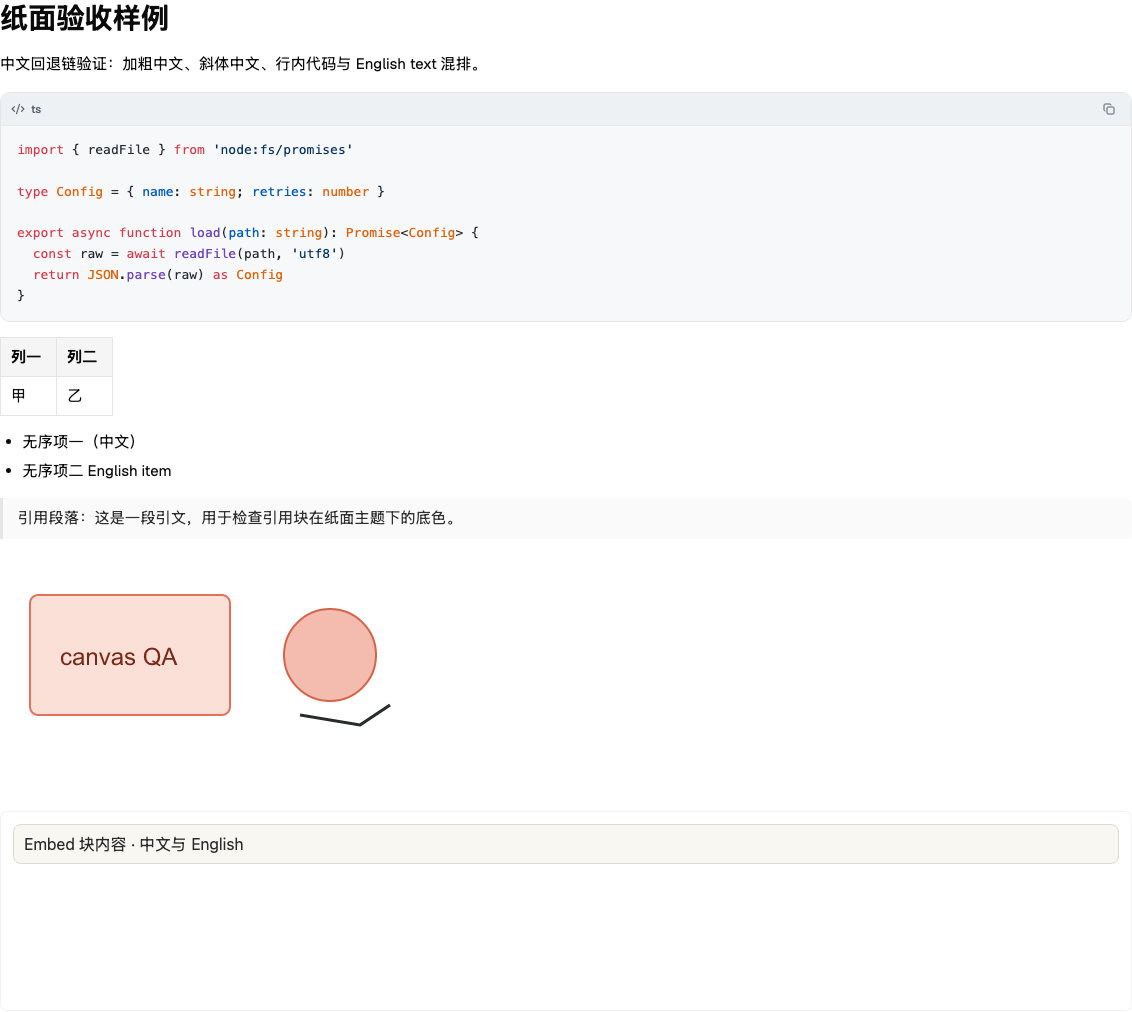 纸面验收样例
中文回退链验证：加粗中文、斜体中文、行内代码与 English text 混排。
</> ts
import { readFile } from 'node:fs/promises'
type Config = { name: string; retries: number }
export async function load(path: string): Promise<Config> {
  const raw = await readFile(path, 'utf8')
  return JSON.parse(raw) as Config
}
列一 列二
甲 乙
• 无序项一（中文）
• 无序项二 English item
引用段落：这是一段引文，用于检查引用块在纸面主题下的底色。
canvas QA
Embed 块内容 · 中文与 English